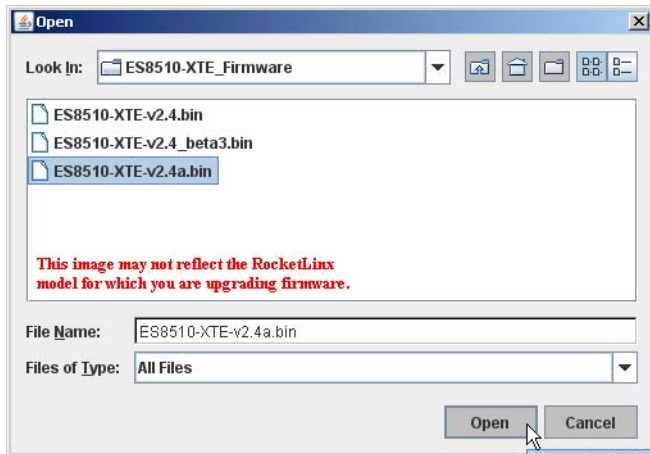 Open
Look In: ES8510-XTE_Firmware
ES8510-XTE-v2.4.bin
ES8510-XTE-v2.4_beta3.bin
ES8510-XTE-v2.4a.bin
This image may not reflect the RocketLinx
model for which you are upgrading firmware.
File Name: ES8510-XTE-v2.4a.bin
Files of Type: All Files
Open Cancel